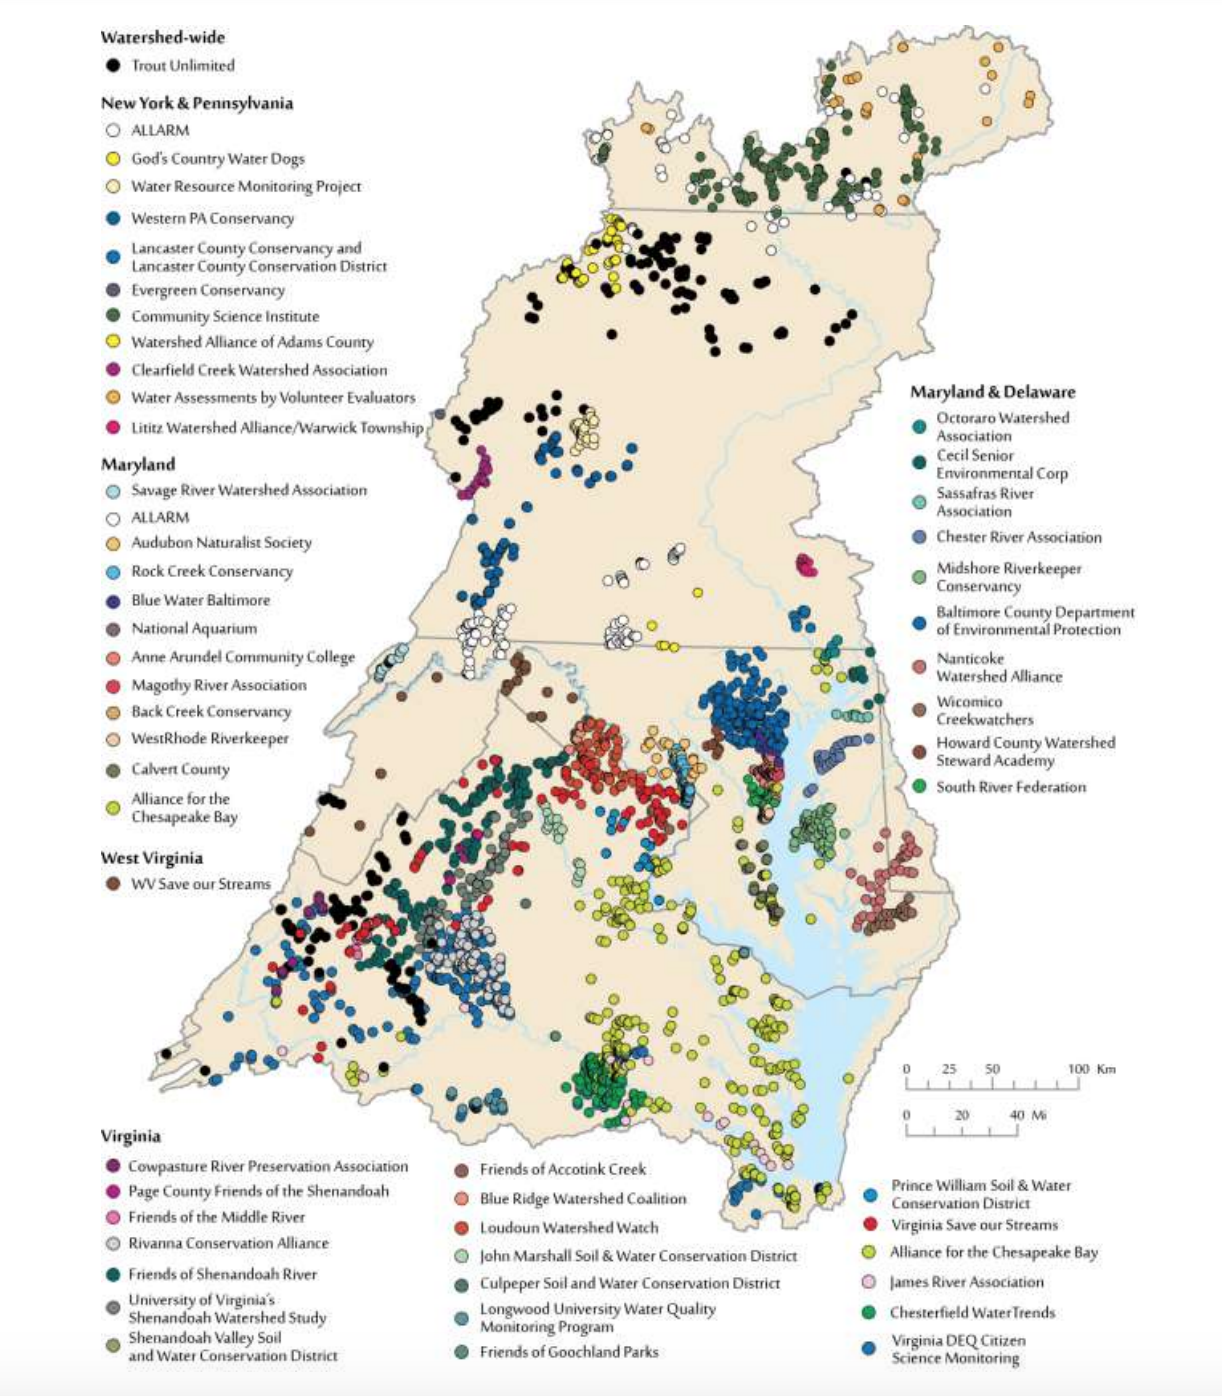 Watershed-wide
Trout Unlimited
New York & Pennsylvania
ALLARM
God's Country Water Dogs
Water Resource Monitoring Project
Western PA Conservancy
Lancaster County Conservancy and
Lancaster County Conservation District
Evergreen Conservancy
Community Science Institute
Watershed Alliance of Adams County
Clearfield Creek Watershed Association
Water Assessments by Volunteer Evaluators
Lititz Watershed Alliance/Warwick Township
Maryland
Savage River Watershed Association
ALLARM
Audubon Naturalist Society
Rock Creek Conservancy
Blue Water Baltimore
National Aquarium
Anne Arundel Community College
Magothy River Association
Back Creek Conservancy
WestRhode Riverkeeper
Calvert County
Alliance for the
Chesapeake Bay
West Virginia
WV Save our Streams
Maryland & Delaware
Octoraro Watershed
Association
Cecil Senior
Environmental Corp
Sassafras River
Association
Chester River Association
Midshore Riverkeeper
Conservancy
Baltimore County Department
of Environmental Protection
Nanticoke
Watershed Alliance
Wicomico
Creekwatchers
Howard County Watershed
Steward Academy
South River Federation
0 25 50 100 Km
0 20 40 Mi
Virginia
Cowpasture River Preservation Association
Page County Friends of the Shenandoah
Friends of the Middle River
Rivanna Conservation Alliance
Friends of Shenandoah River
University of Virginia's
Shenandoah Watershed Study
Shenandoah Valley Soil
and Water Conservation District
Friends of Accotink Creek
Blue Ridge Watershed Coalition
Loudoun Watershed Watch
John Marshall Soil & Water Conservation District
Culpeper Soil and Water Conservation District
Longwood University Water Quality
Monitoring Program
Friends of Goochland Parks
Prince William Soil & Water
Conservation District
Virginia Save our Streams
Alliance for the Chesapeake Bay
James River Association
Chesterfield WaterTrends
Virginia DEQ Citizen
Science Monitoring